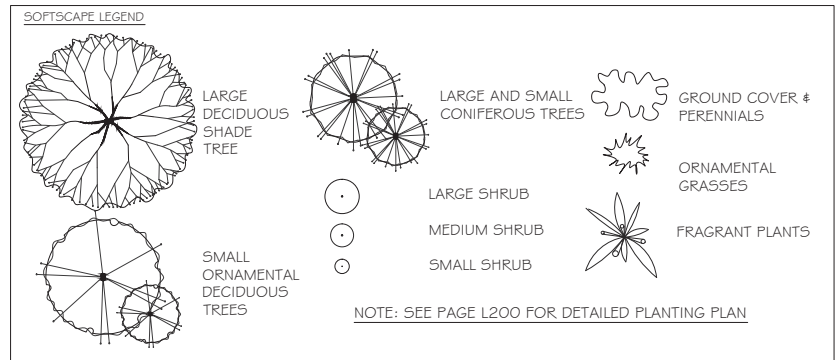 SOFTSCAPE LEGEND
LARGE
DECIDUOUS
SHADE
TREE
SMALL
ORNAMENTAL
DECIDUOUS
TREES
LARGE AND SMALL
CONIFEROUS TREES
LARGE SHRUB
MEDIUM SHRUB
SMALL SHRUB
GROUND COVER &
PERENNIALS
ORNAMENTAL
GRASSES
FRAGRANT PLANTS
NOTE: SEE PAGE L200 FOR DETAILED PLANTING PLAN